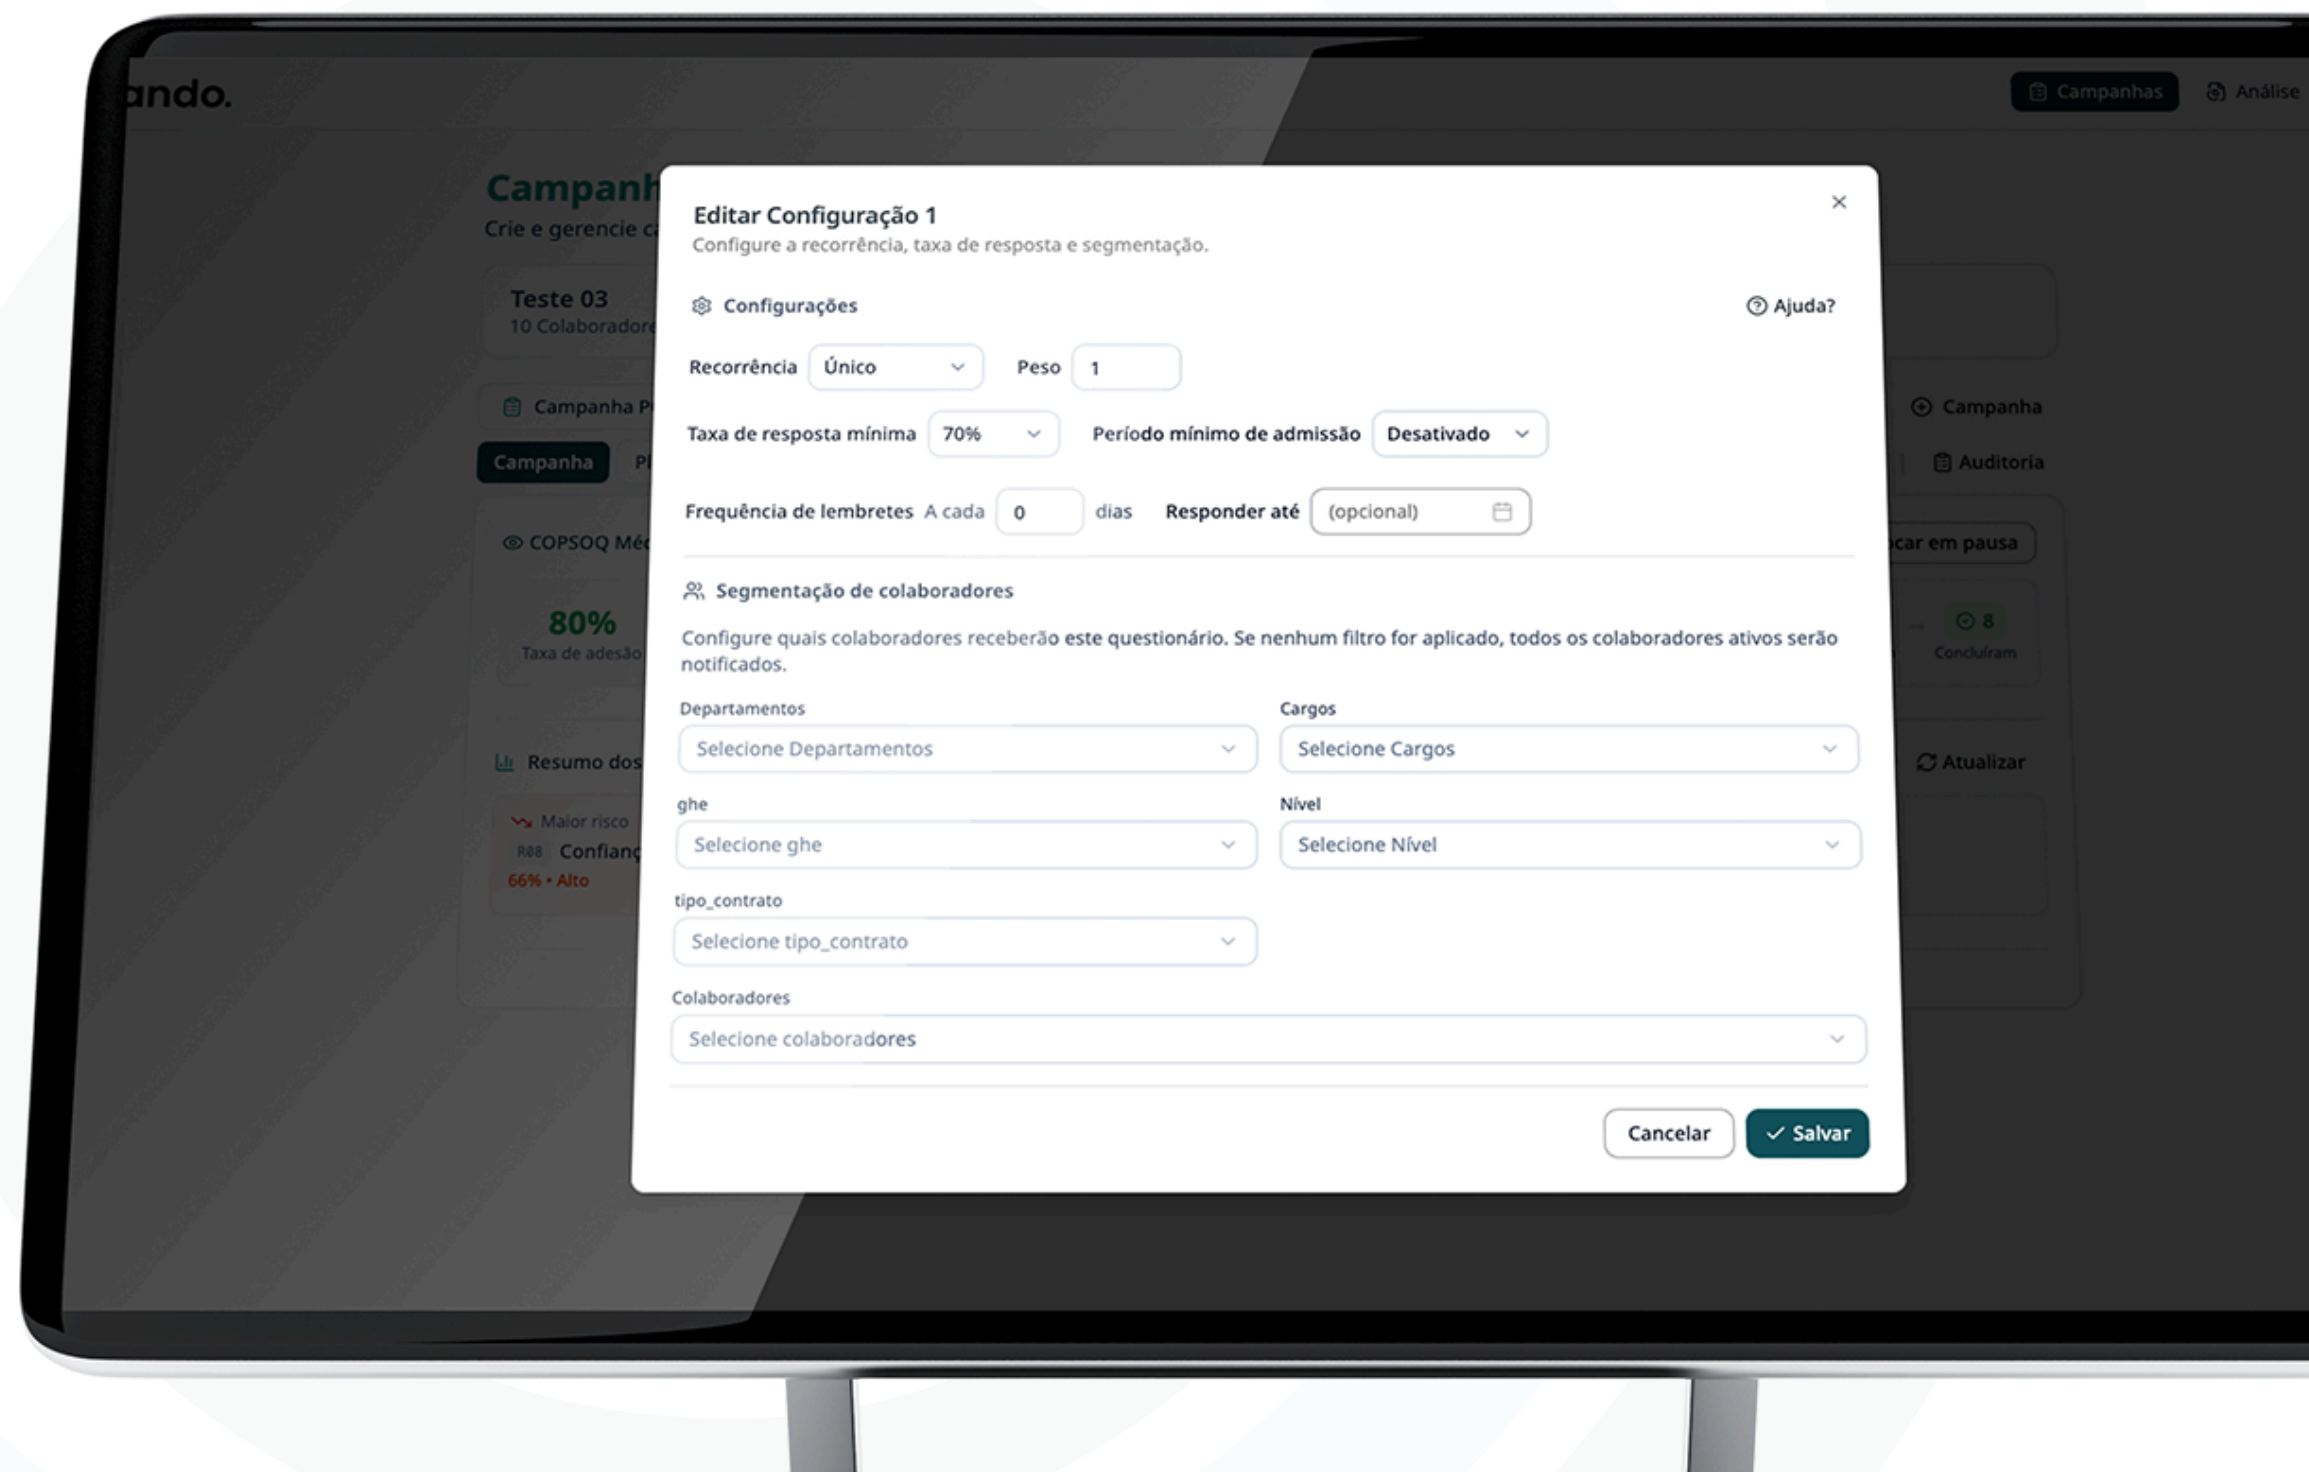 ando.
Campanhas
Análise
Campanh
Crie e gerencie
Teste 03
10 Colaboradore
Campanha P
Campanha
Campanha
Auditoria
COPSOQ Méd
car em pausa
80%
Taxa de adesão
8
Concluíram
Resumo dos
Atualizar
Maior risco
R08 Confianç
66% • Alto
Editar Configuração 1
Configure a recorrência, taxa de resposta e segmentação.
Configurações
Ajuda?
Recorrência Único Peso 1
Taxa de resposta mínima 70% Período mínimo de admissão Desativado
Frequência de lembretes A cada 0 dias Responder até (opcional)
Segmentação de colaboradores
Configure quais colaboradores receberão este questionário. Se nenhum filtro for aplicado, todos os colaboradores ativos serão
notificados.
Departamentos
Selecione Departamentos
Cargos
Selecione Cargos
ghe
Selecione ghe
Nível
Selecione Nível
tipo_contrato
Selecione tipo_contrato
Colaboradores
Selecione colaboradores
Cancelar
Salvar